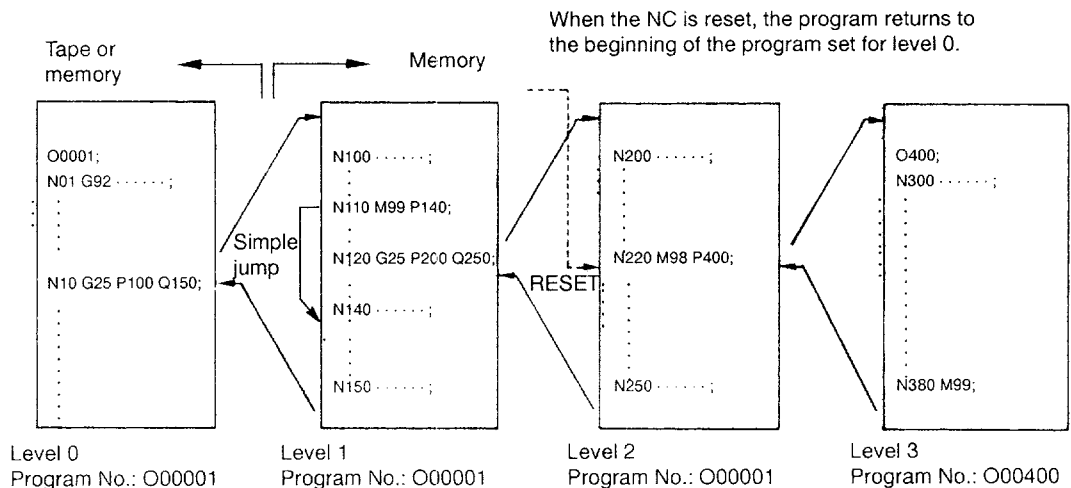 When the NC is reset, the program returns to
the beginning of the program set for level 0.
Tape or
memory
Memory
O0001;
N01 G92 · · · · · · ;
N10 G25 P100 Q150;
Level 0
Program No.: O00001
N100 · · · · · · ;
N110 M99 P140;
Simple
jump
N120 G25 P200 Q250;
N140 · · · · · · ;
N150 · · · · · · ;
Level 1
Program No.: O00001
N200 · · · · · · ;
N220 M98 P400;
RESET
N250 · · · · · · ;
Level 2
Program No.: O00001
O400;
N300 · · · · · · ;
N380 M99;
Level 3
Program No.: O00400